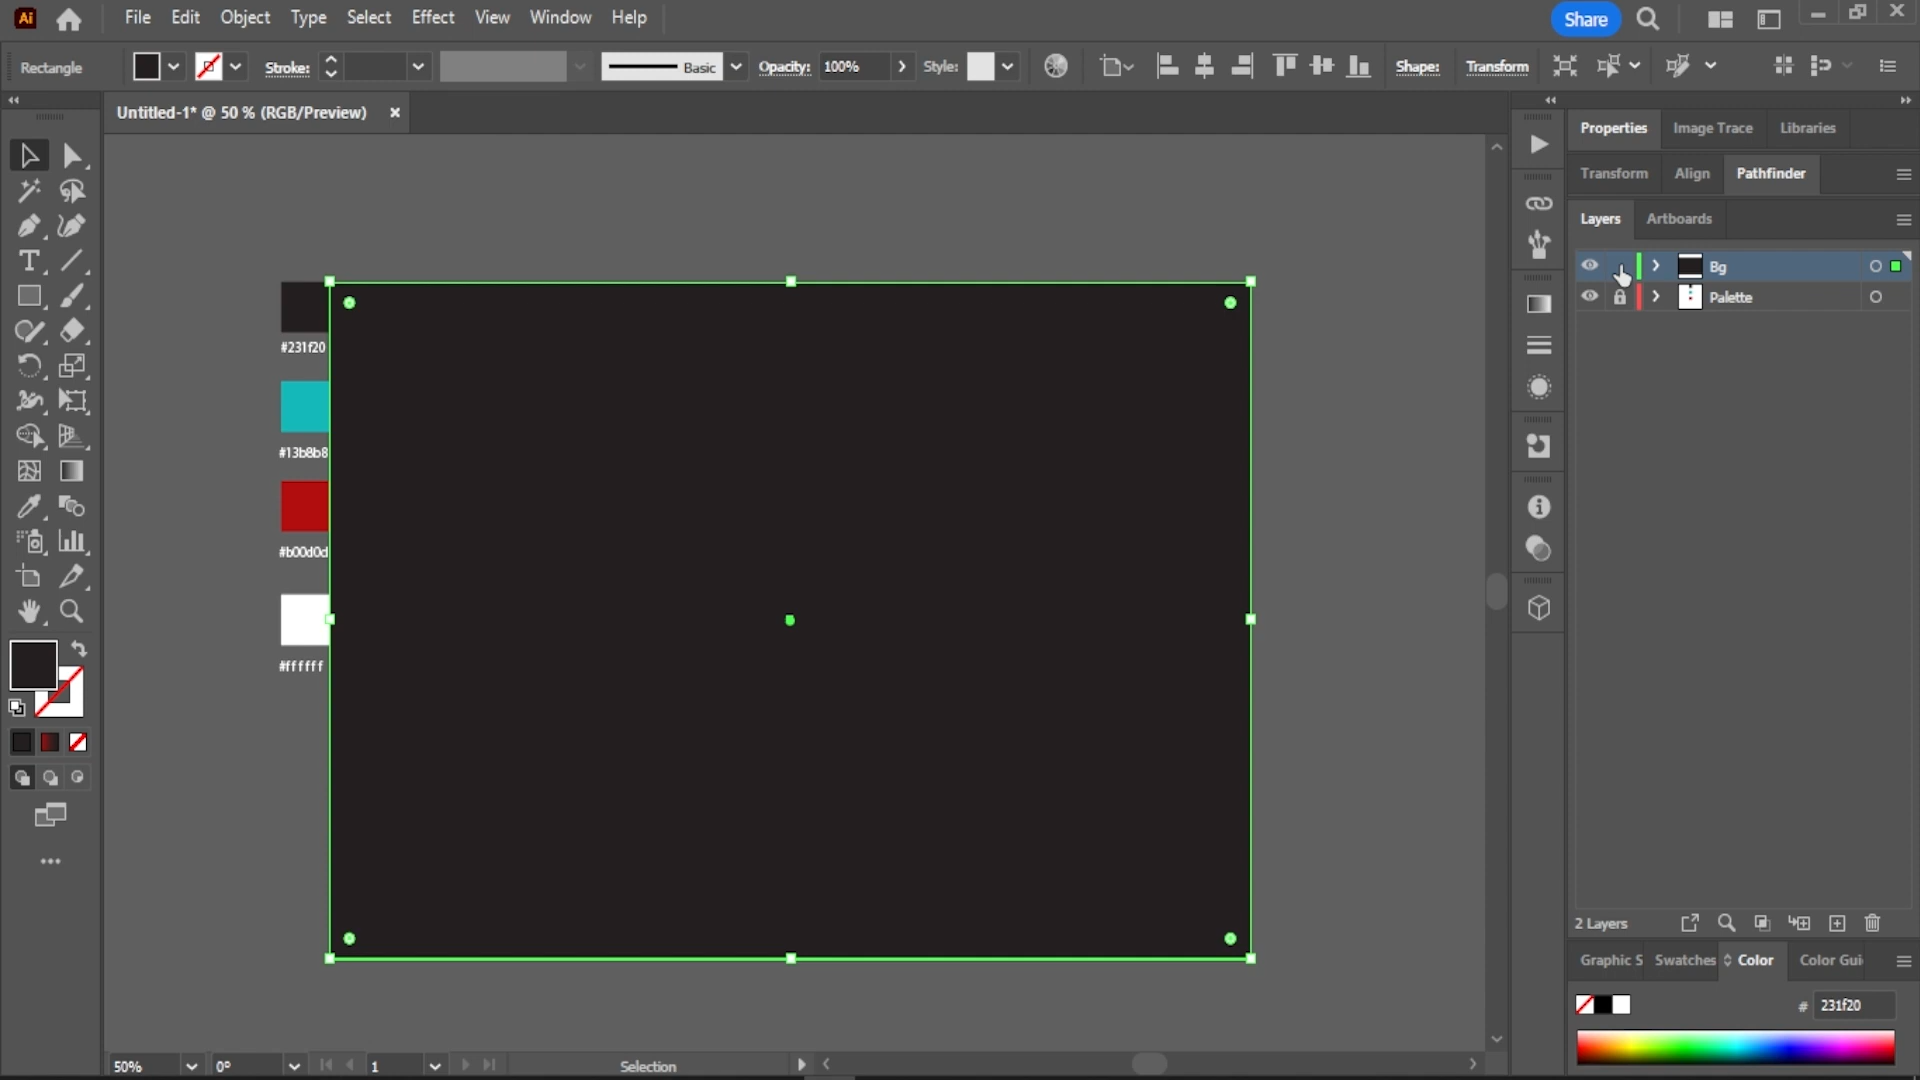 Ai File Edit Object Type Select Effect View Window Help Share
Rectangle Stroke: Basic Opacity: 100% Style: Shape: Transform
Untitled-1* @ 50 % (RGB/Preview)
Properties Image Trace Libraries
Transform Align Pathfinder
Layers Artboards
Bg
Palette
#231f20
#13b8b8
#b00d0d
#ffffff
2 Layers
Graphic S Swatches Color Color Gui
# 231f20
50% 0° 1 Selection